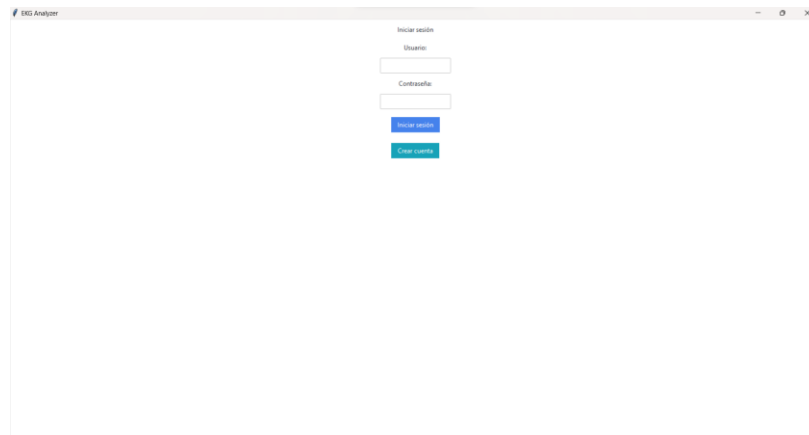 EKG Analyzer
Iniciar sesión
Usuario:
Contraseña:
Iniciar sesión
Crear cuenta